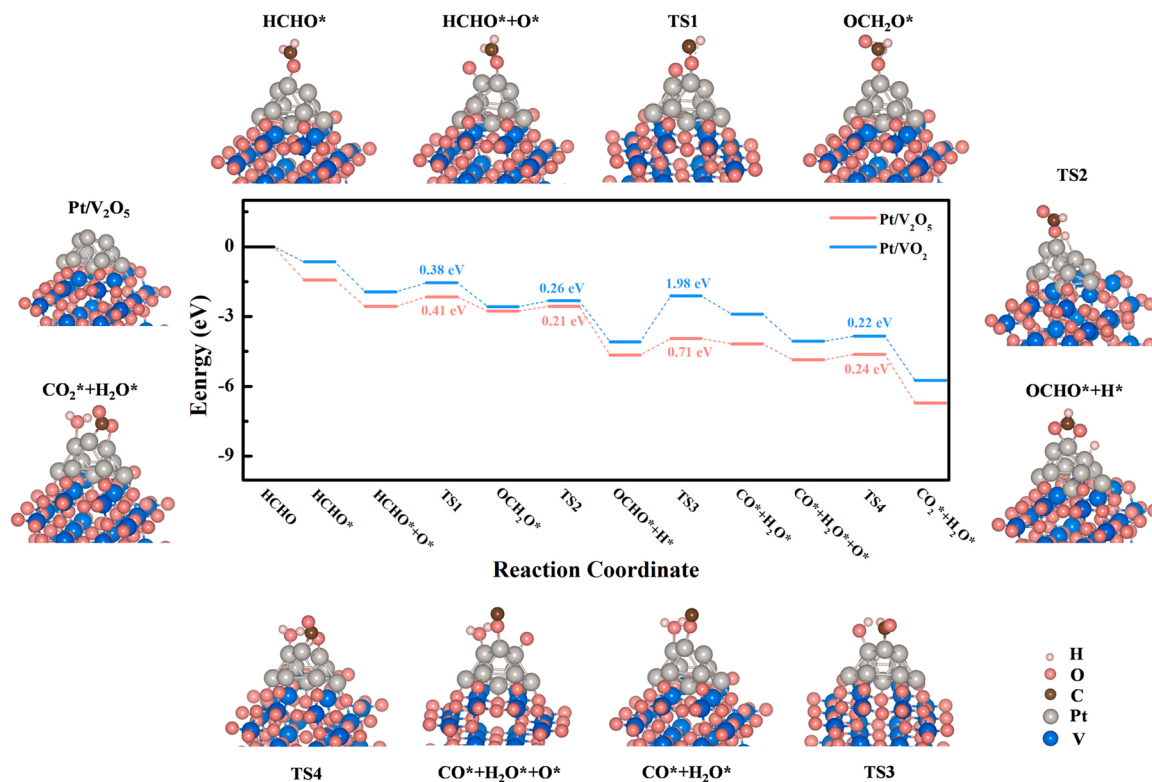 HCHO*
HCHO*+O*
TS1
OCH₂O*
Pt/V₂O₅
TS2
CO₂*+H₂O*
OCHO*+H*
Pt/V₂O₅
Pt/VO₂
0
-3
-6
-9
Eenrgy (eV)
0.38 eV
0.41 eV
0.26 eV
0.21 eV
1.98 eV
0.71 eV
0.22 eV
0.24 eV
HCHO
HCHO*
HCHO*+O*
TS1
OCH₂O*
TS2
OCHO*+H*
TS3
CO*+H₂O*
CO*+H₂O*+O*
TS4
CO₂*+H₂O*
Reaction Coordinate
H
O
C
Pt
V
TS4
CO*+H₂O*+O*
CO*+H₂O*
TS3